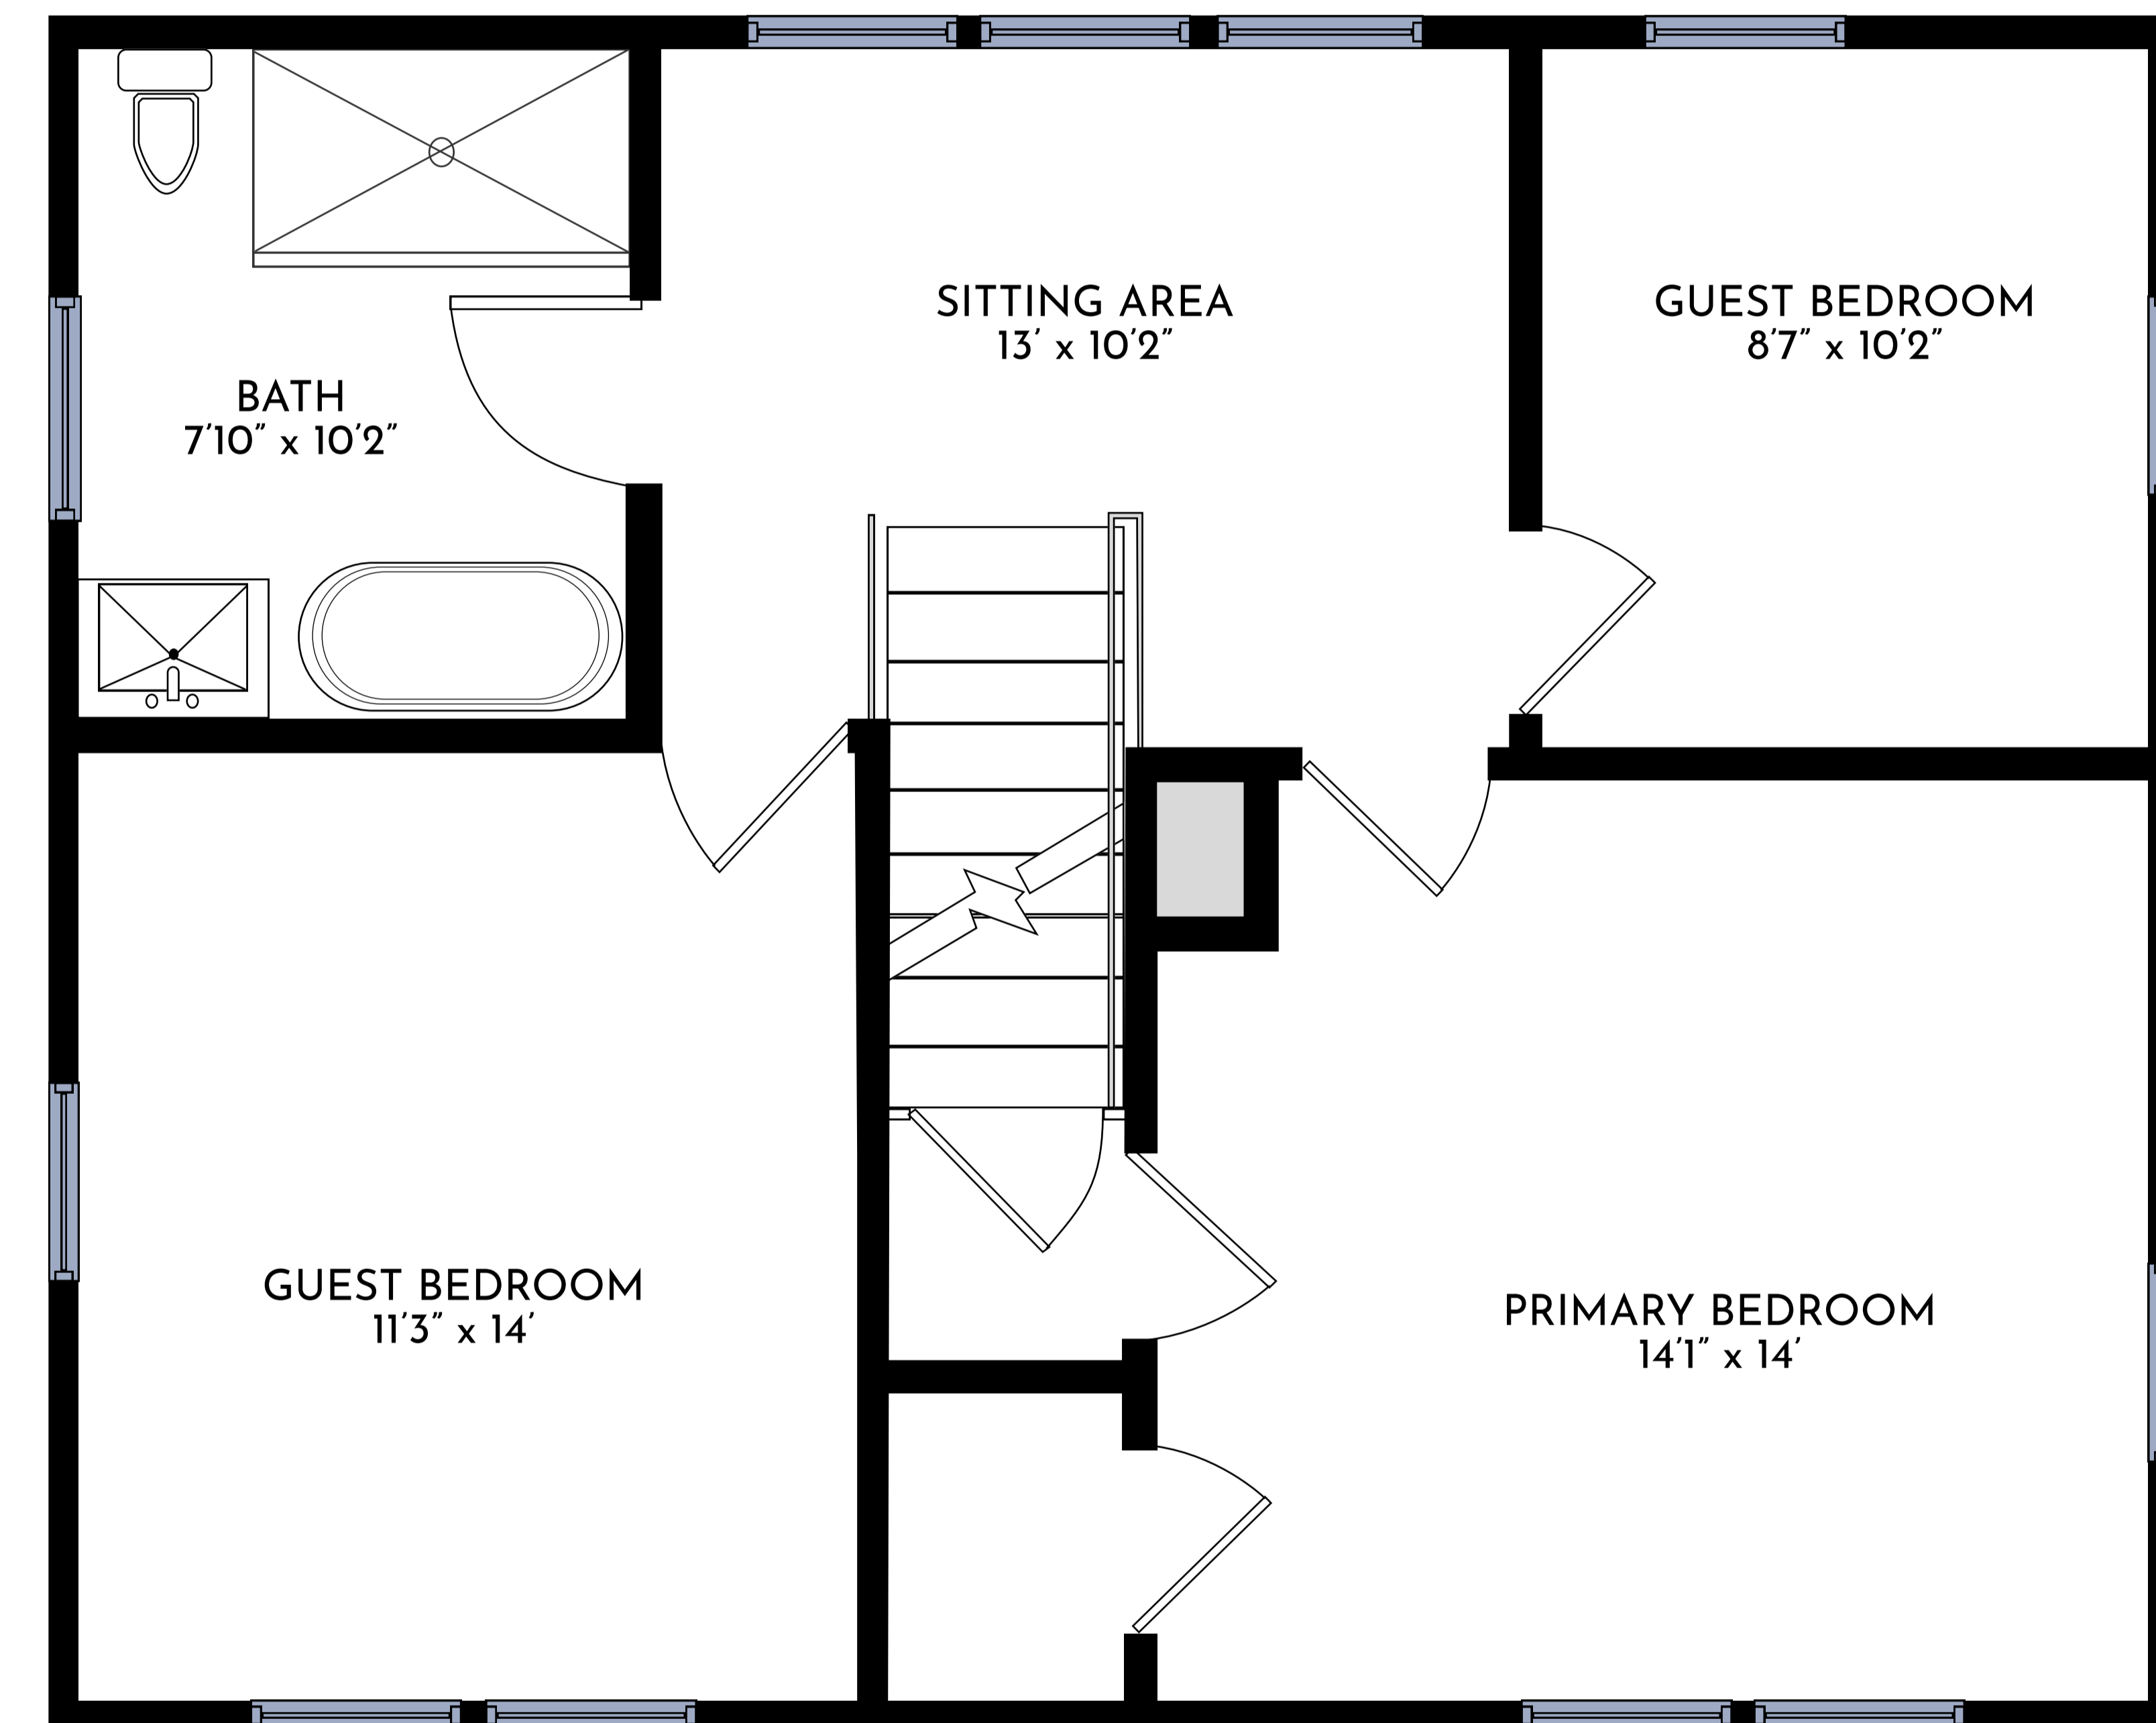 SITTING AREA
13’ x 10’2”
GUEST BEDROOM
8’7” x 10’2”
BATH
7’10” x 10’2”
GUEST BEDROOM
11’3” x 14’
PRIMARY BEDROOM
14’1” x 14’